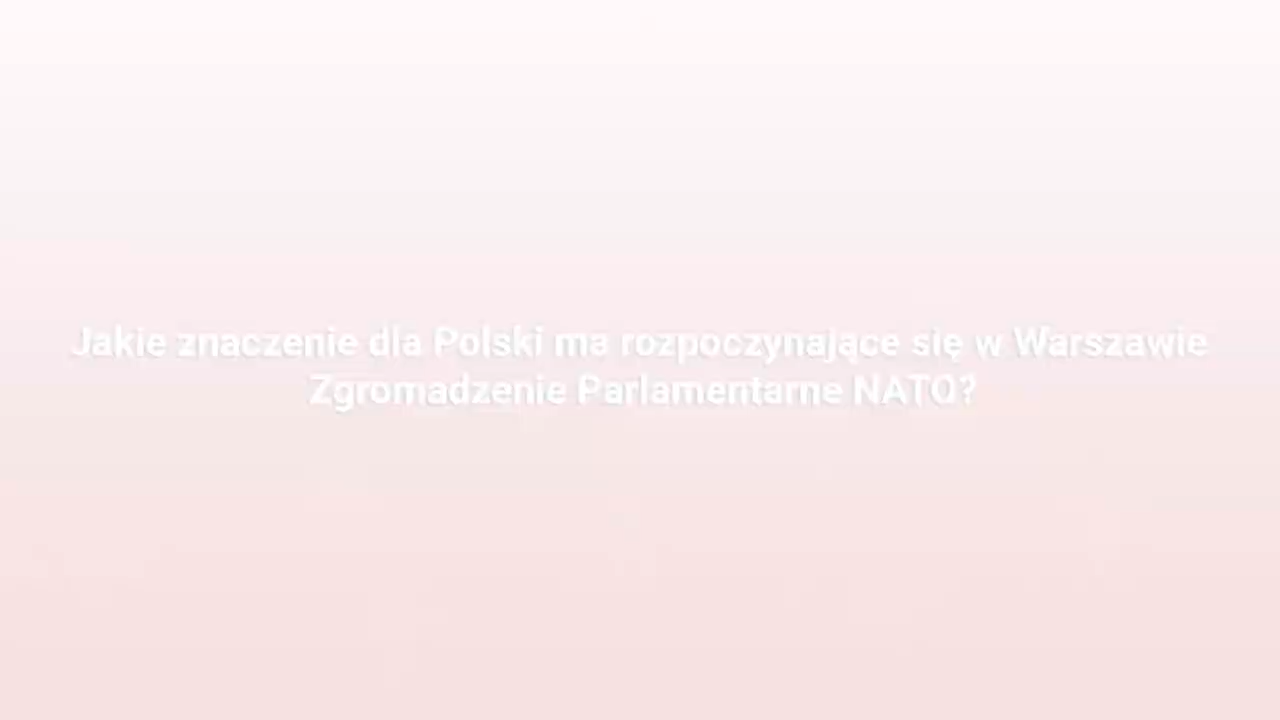 Jakie znaczenie dla Polski ma rozpoczynające się w Warszawie
Zgromadzenie Parlamentarne NATO?